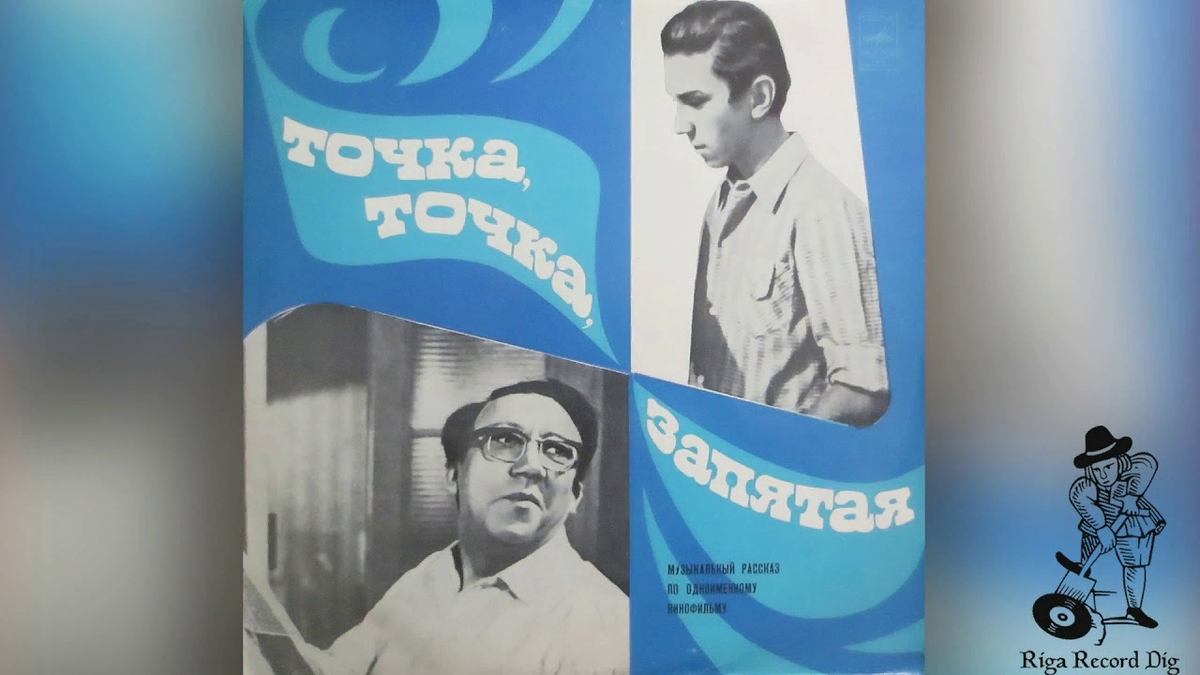 точка,
точка,
запятая
МУЗЫКАЛЬНЫЙ РАССКАЗ
ПО ОДНОИМЕННОМУ
КИНОФИЛЬМУ
Riga Record Dig